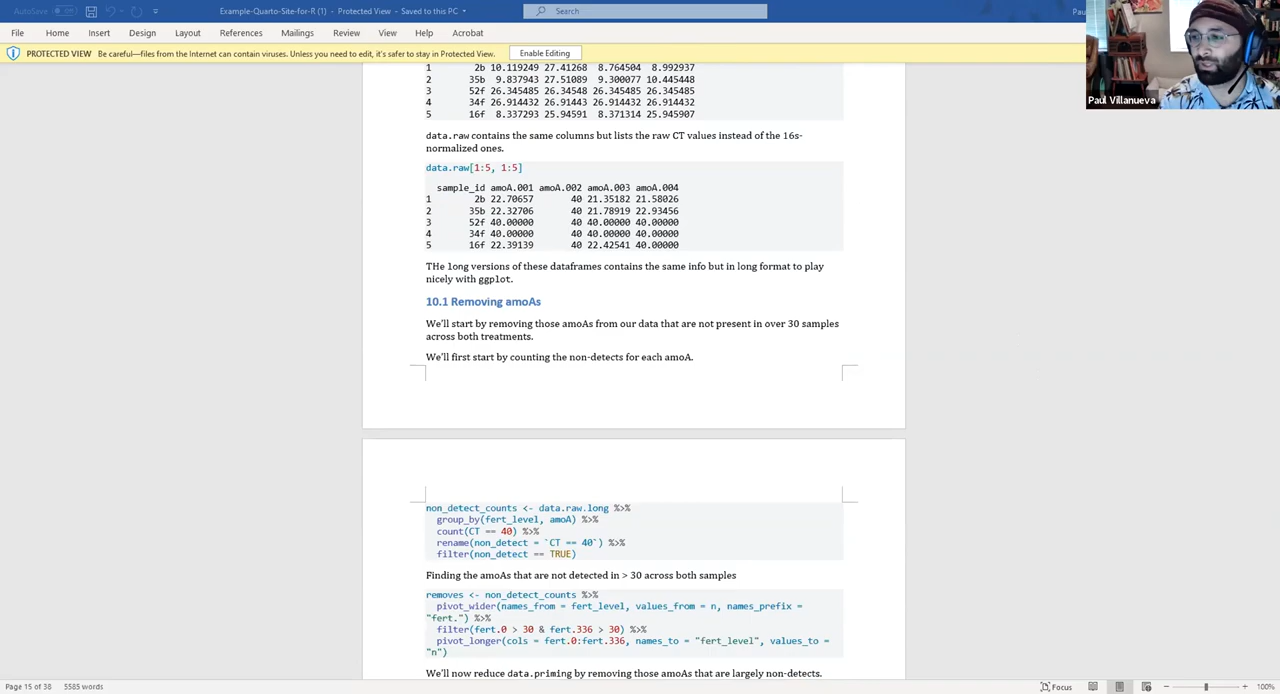 AutoSave Off
Example-Quarto-Site-for-R (1) - Protected View - Saved to this PC
Search
Pau
File Home Insert Draw Design Layout References Mailings Review View Help Acrobat
PROTECTED VIEW Be careful—files from the Internet can contain viruses. Unless you need to edit, it's safer to stay in Protected View. Enable Editing
Paul Villanueva
1 2b 10.119249 27.41268 8.764504 8.992937
2 35b 9.837943 27.51089 9.300077 10.445448
3 52f 26.345485 26.34548 26.345485 26.345485
4 34f 26.914432 26.91443 26.914432 26.914432
5 16f 8.337293 25.94591 8.371314 25.945907
data.raw contains the same columns but lists the raw CT values instead of the 16s-
normalized ones.
data.raw[1:5, 1:5]
sample_id amoA.001 amoA.002 amoA.003 amoA.004
1 2b 22.70657 40 21.35182 21.58026
2 35b 22.32706 40 21.78919 22.93456
3 52f 40.00000 40 40.00000 40.00000
4 34f 40.00000 40 40.00000 40.00000
5 16f 22.39139 40 22.42541 40.00000
THe long versions of these dataframes contains the same info but in long format to play
nicely with ggplot.
10.1 Removing amoAs
We'll start by removing those amoAs from our data that are not present in over 30 samples
across both treatments.
We'll first start by counting the non-detects for each amoA.
non_detect_counts <- data.raw.long %>%
group_by(fert_level, amoA) %>%
count(CT == 40) %>%
rename(non_detect = `CT == 40`) %>%
filter(non_detect == TRUE)
Finding the amoAs that are not detected in > 30 across both samples
removes <- non_detect_counts %>%
pivot_wider(names_from = fert_level, values_from = n, names_prefix =
"fert.") %>%
filter(fert.0 > 30 & fert.336 > 30) %>%
pivot_longer(cols = fert.0:fert.336, names_to = "fert_level", values_to =
"n")
We'll now reduce data.priming by removing those amoAs that are largely non-detects.
Page 15 of 38 5585 words
Focus
100%